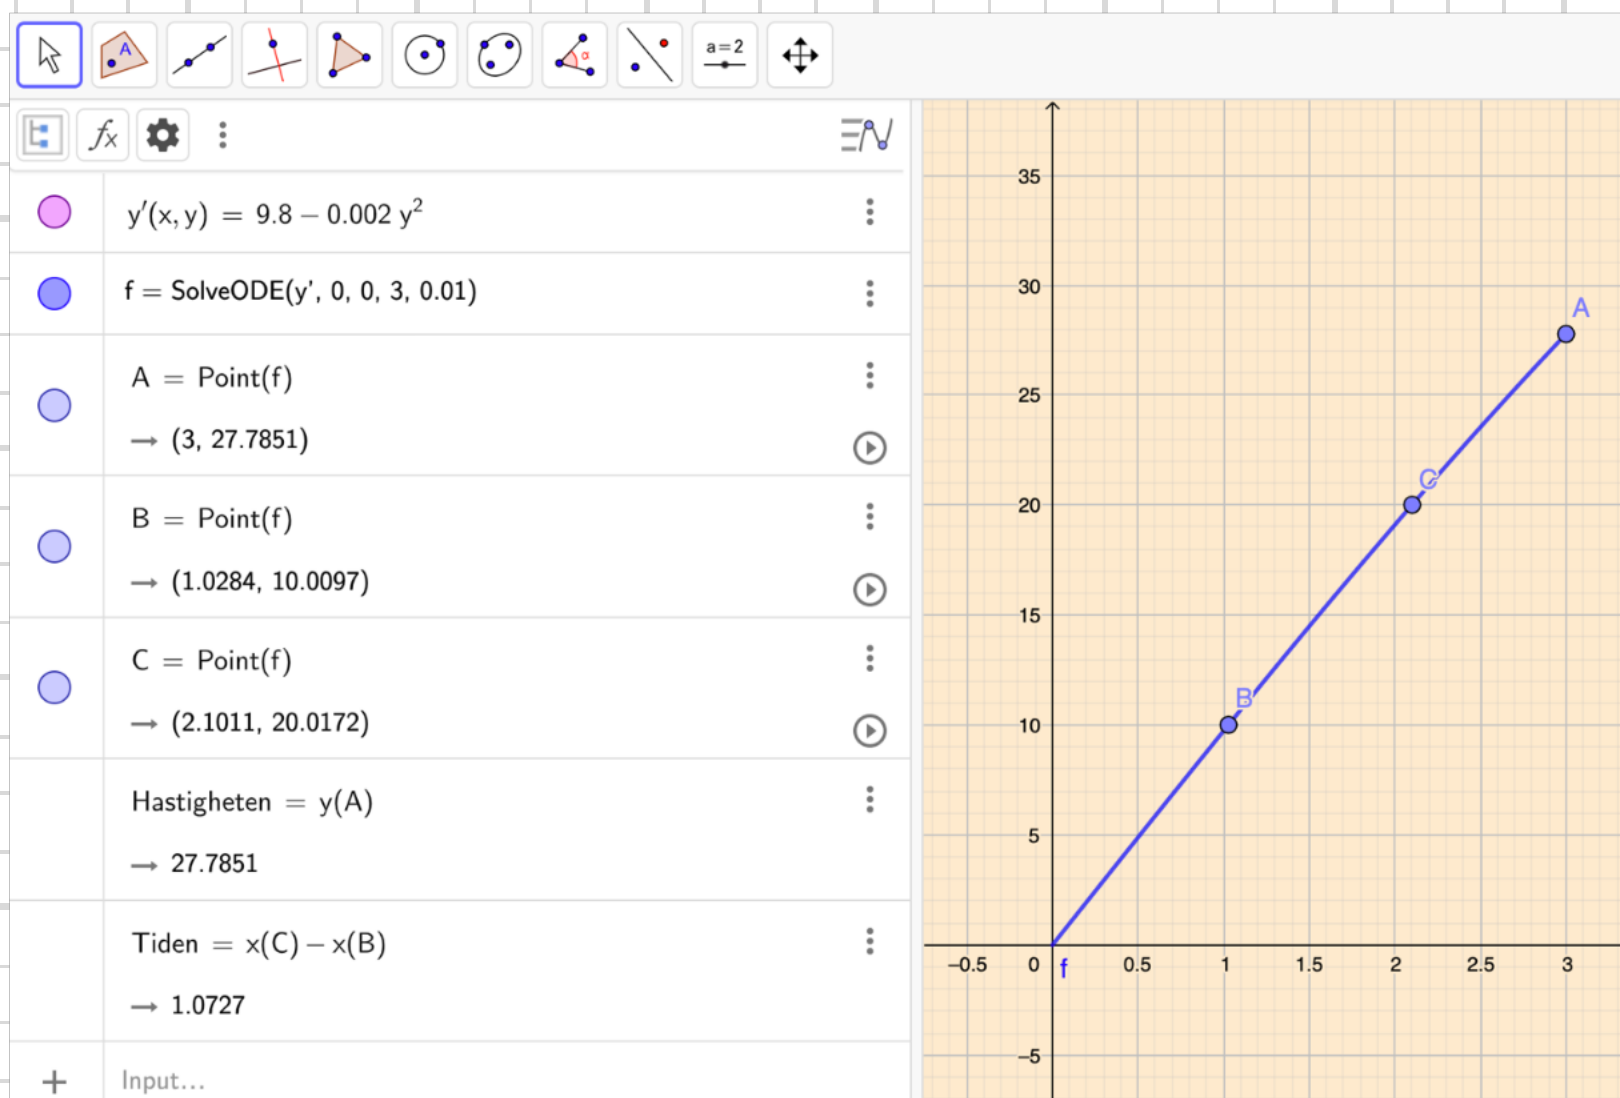 A
α
a=2
fx
y′(x, y) = 9.8 − 0.002 y²
f = SolveODE(y', 0, 0, 3, 0.01)
A = Point(f)
→ (3, 27.7851)
B = Point(f)
→ (1.0284, 10.0097)
C = Point(f)
→ (2.1011, 20.0172)
Hastigheten = y(A)
→ 27.7851
Tiden = x(C) − x(B)
→ 1.0727
+ Input...
35
30
A
25
C
20
15
B
10
5
−0.5 0 f 0.5 1 1.5 2 2.5 3
−5